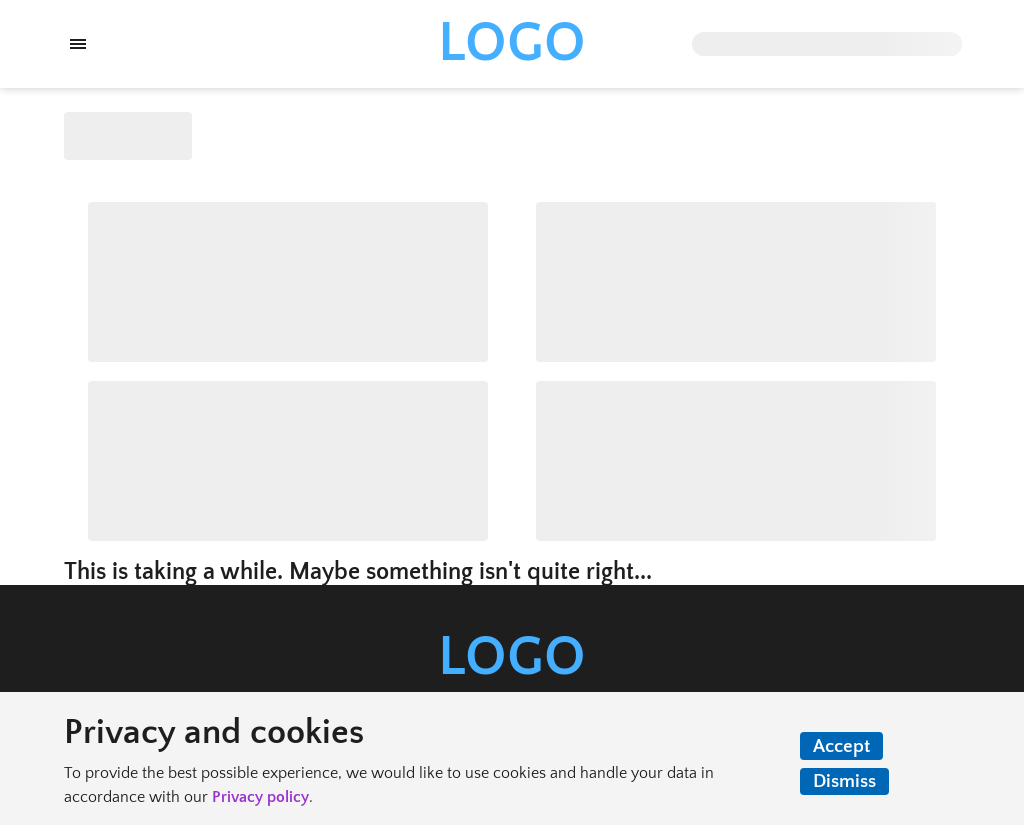 LOGO
This is taking a while. Maybe something isn't quite right...
LOGO
Privacy and cookies
To provide the best possible experience, we would like to use cookies and handle your data in
accordance with our Privacy policy.
Accept
Dismiss